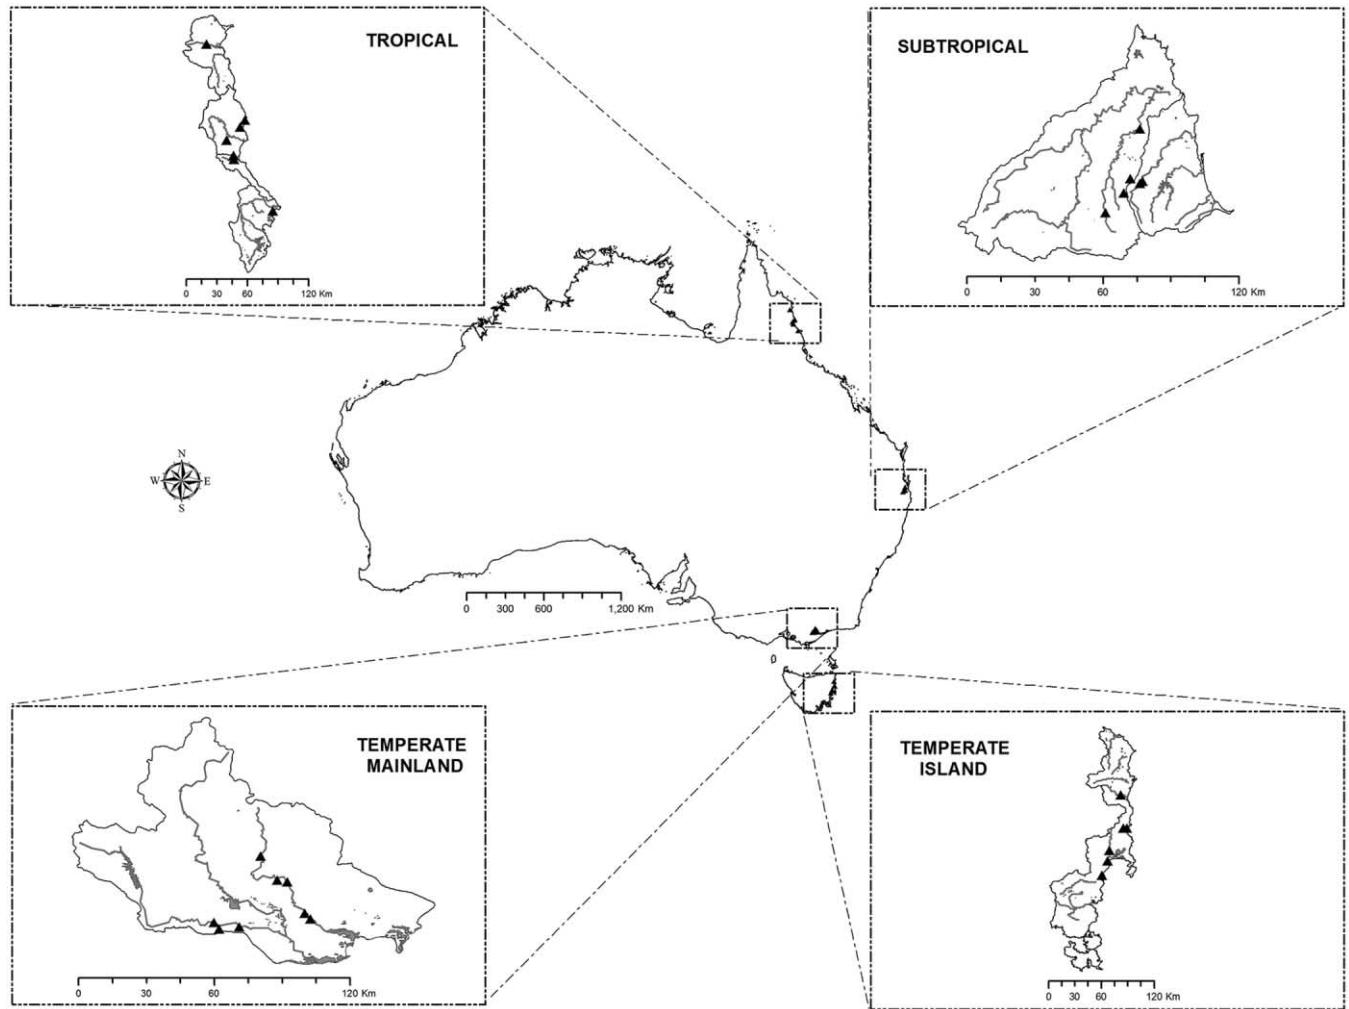 TROPICAL
0 30 60 120 Km
SUBTROPICAL
0 60 120 Km
N
W E
S
0 300 600 1,200 Km
TEMPERATE
MAINLAND
0 30 60 120 Km
TEMPERATE
ISLAND
0 30 60 120 Km